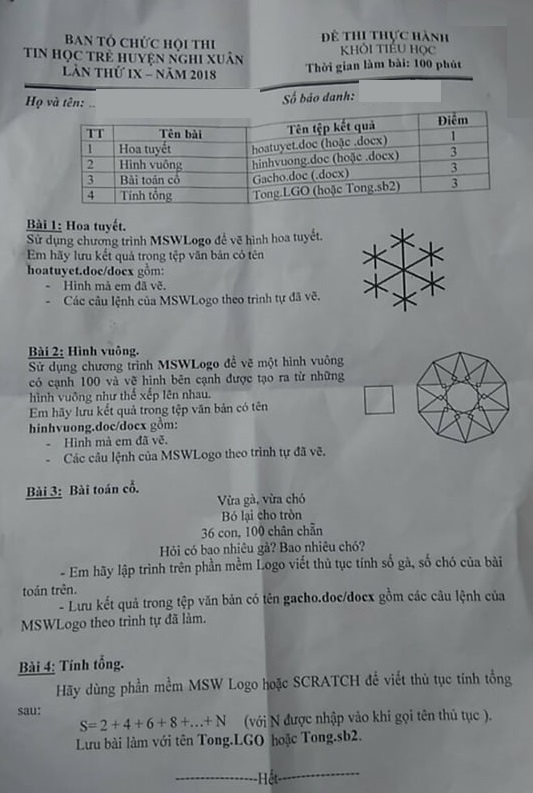 BAN TỔ CHỨC HỘI THI
TIN HỌC TRẺ HUYỆN NGHI XUÂN
LẦN THỨ IX – NĂM 2018
ĐỀ THI THỰC HÀNH
KHỐI TIỂU HỌC
Thời gian làm bài: 100 phút
Họ và tên: ..
Số báo danh:
TT Tên bài Tên tệp kết quả Điểm
1 Hoa tuyết hoatuyet.doc (hoặc .docx) 1
2 Hình vuông hinhvuong.doc (hoặc .docx) 3
3 Bài toán cổ Gacho.doc (.docx) 3
4 Tính tổng Tong.LGO (hoặc Tong.sb2) 3
Bài 1: Hoa tuyết.
Sử dụng chương trình MSWLogo để vẽ hình hoa tuyết.
Em hãy lưu kết quả trong tệp văn bản có tên
hoatuyet.doc/docx gồm:
- Hình mà em đã vẽ.
- Các câu lệnh của MSWLogo theo trình tự đã vẽ.
Bài 2: Hình vuông.
Sử dụng chương trình MSWLogo để vẽ một hình vuông
có cạnh 100 và vẽ hình bên cạnh được tạo ra từ những
hình vuông như thế xếp lên nhau.
Em hãy lưu kết quả trong tệp văn bản có tên
hinhvuong.doc/docx gồm:
- Hình mà em đã vẽ.
- Các câu lệnh của MSWLogo theo trình tự đã vẽ.
Bài 3: Bài toán cổ.
Vừa gà, vừa chó
Bó lại cho tròn
36 con, 100 chân chẵn
Hỏi có bao nhiêu gà? Bao nhiêu chó?
- Em hãy lập trình trên phần mềm Logo viết thủ tục tính số gà, số chó của bài
toán trên.
- Lưu kết quả trong tệp văn bản có tên gacho.doc/docx gồm các câu lệnh của
MSWLogo theo trình tự đã làm.
Bài 4: Tính tổng.
Hãy dùng phần mềm MSW Logo hoặc SCRATCH để viết thủ tục tính tổng
sau:
S= 2 + 4 + 6 + 8 +...+ N (với N được nhập vào khi gọi tên thủ tục ).
Lưu bài làm với tên Tong.LGO hoặc Tong.sb2.
-----------------Hết-----------------